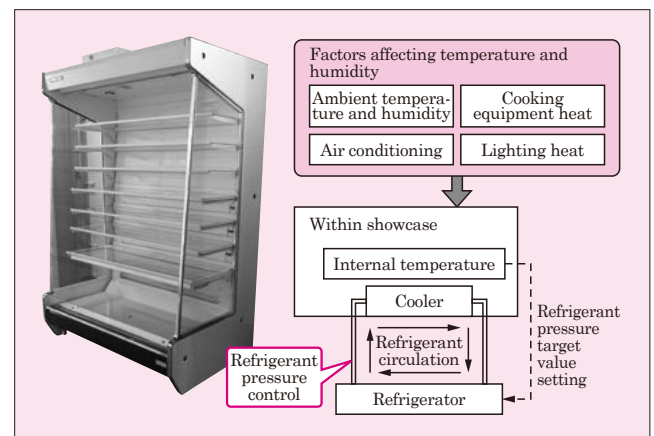 Factors affecting temperature and
humidity
Ambient tempera-
ture and humidity
Cooking
equipment heat
Air conditioning
Lighting heat
Within showcase
Internal temperature
Cooler
Refrigerant
circulation
Refrigerant
pressure
target
value
setting
Refrigerant
pressure
control
Refrigerator